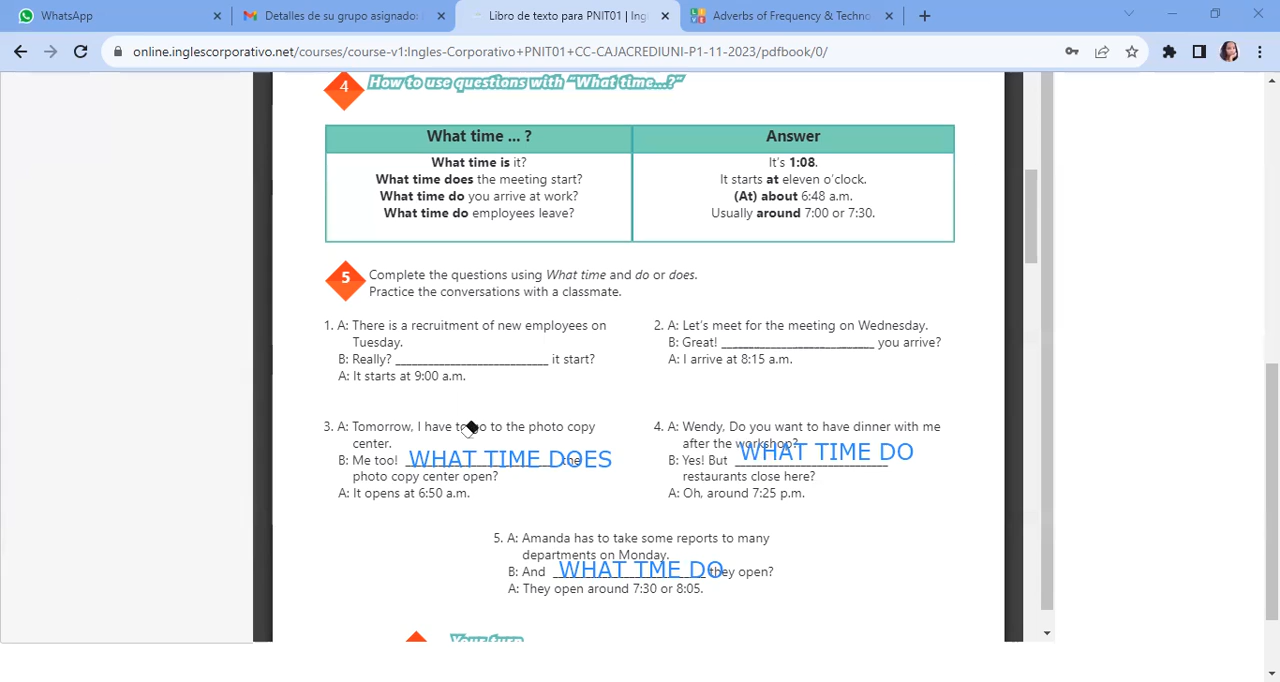 WhatsApp
Detalles de su grupo asignado:
Libro de texto para PNIT01 | Ingl
Adverbs of Frequency & Techno
online.inglescorporativo.net/courses/course-v1:Ingles-Corporativo+PNIT01+CC-CAJACREDIUNI-P1-11-2023/pdfbook/0/
4 How to use questions with “What time...?”
What time ... ?
Answer
What time is it?
It's 1:08.
What time does the meeting start?
It starts at eleven o'clock.
What time do you arrive at work?
(At) about 6:48 a.m.
What time do employees leave?
Usually around 7:00 or 7:30.
5 Complete the questions using What time and do or does.
Practice the conversations with a classmate.
1. A: There is a recruitment of new employees on
Tuesday.
B: Really? ____________________________ it start?
A: It starts at 9:00 a.m.
2. A: Let's meet for the meeting on Wednesday.
B: Great! ____________________________ you arrive?
A: I arrive at 8:15 a.m.
3. A: Tomorrow, I have to go to the photo copy
center.
B: Me too! WHAT TIME DOES the
photo copy center open?
A: It opens at 6:50 a.m.
4. A: Wendy, Do you want to have dinner with me
after the workshop?
B: Yes! But WHAT TIME DO
restaurants close here?
A: Oh, around 7:25 p.m.
5. A: Amanda has to take some reports to many
departments on Monday.
B: And WHAT TME DO they open?
A: They open around 7:30 or 8:05.
Your turn